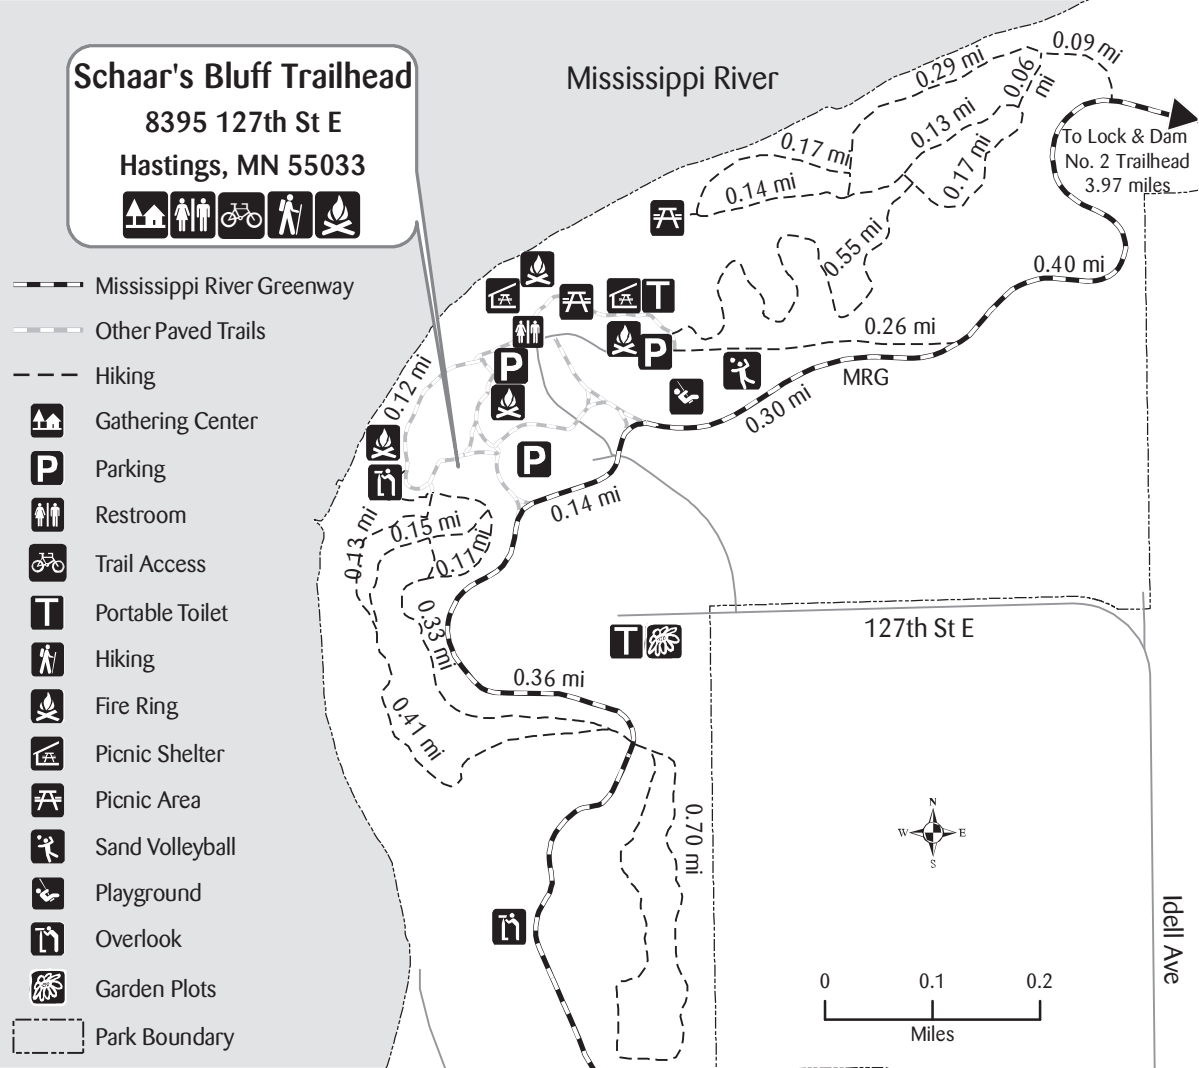 Schaar's Bluff Trailhead
8395 127th St E
Hastings, MN 55033
Mississippi River Greenway
Other Paved Trails
Hiking
Gathering Center
P
Parking
Restroom
Trail Access
T
Portable Toilet
Hiking
Fire Ring
Picnic Shelter
Picnic Area
Sand Volleyball
Playground
Overlook
Garden Plots
Park Boundary
Mississippi River
0.09 mi
0.29 mi
0.06 mi
0.13 mi
0.17 mi
0.17 mi
0.14 mi
To Lock & Dam
No. 2 Trailhead
3.97 miles
0.55 mi
0.40 mi
T
0.26 mi
P
P
MRG
0.12 mi
0.30 mi
P
0.14 mi
0.13 mi
0.15 mi
0.17 mi
0.33 mi
127th St E
T
0.36 mi
0.41 mi
0.70 mi
N
W
E
S
Idell Ave
0
0.1
0.2
Miles